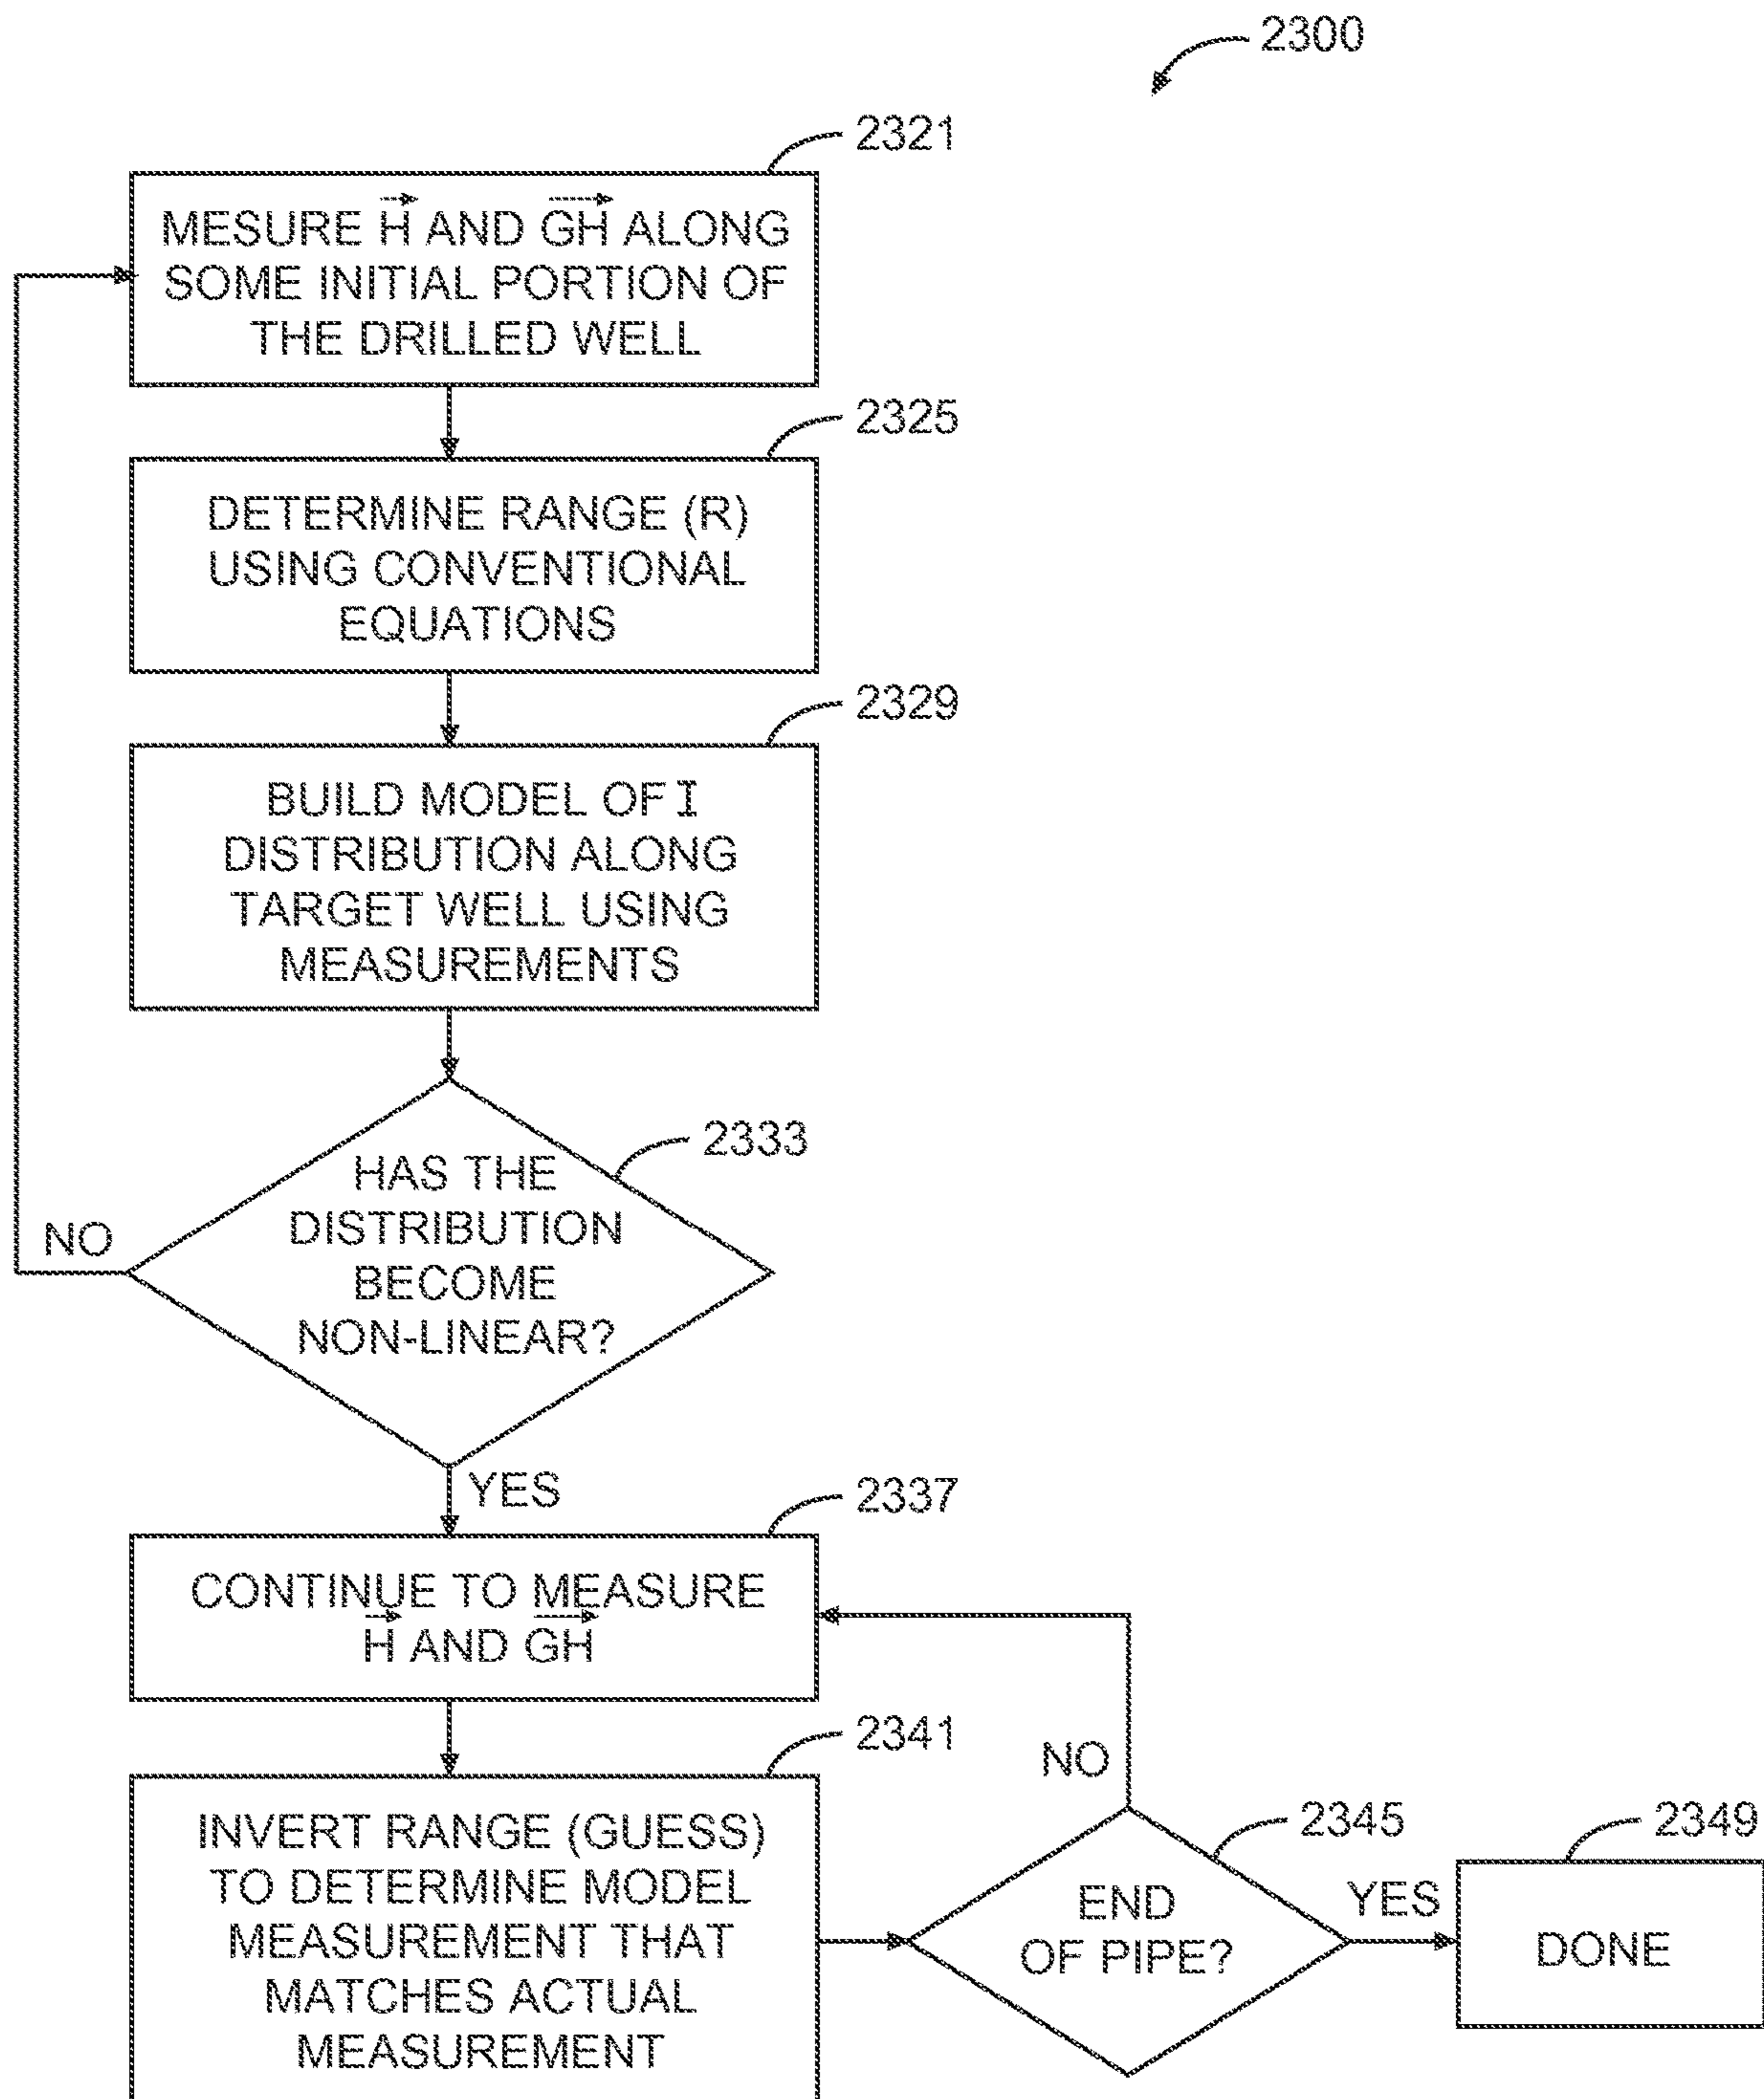 2300
2321
MESURE H AND GH ALONG
SOME INITIAL PORTION OF
THE DRILLED WELL
2325
DETERMINE RANGE (R)
USING CONVENTIONAL
EQUATIONS
2329
BUILD MODEL OF I
DISTRIBUTION ALONG
TARGET WELL USING
MEASUREMENTS
2333
HAS THE
DISTRIBUTION
BECOME
NON-LINEAR?
NO
YES
2337
CONTINUE TO MEASURE
H AND GH
2341
INVERT RANGE (GUESS)
TO DETERMINE MODEL
MEASUREMENT THAT
MATCHES ACTUAL
MEASUREMENT
NO
2345
END
OF PIPE?
YES
2349
DONE